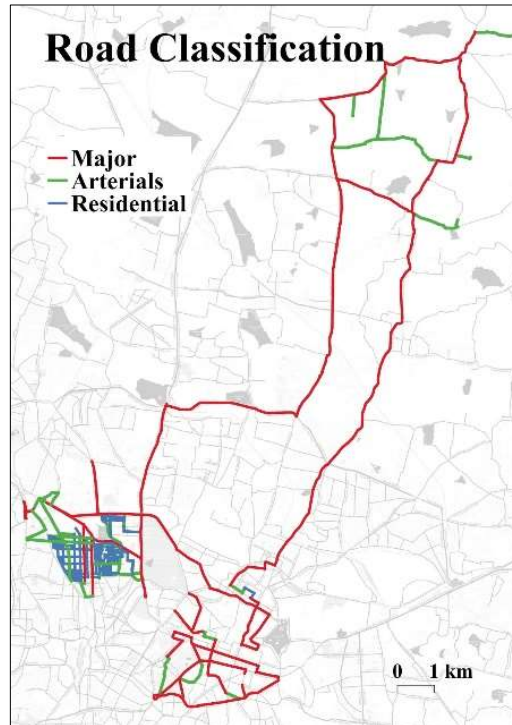 Road Classification
Major
Arterials
Residential
0 1 km